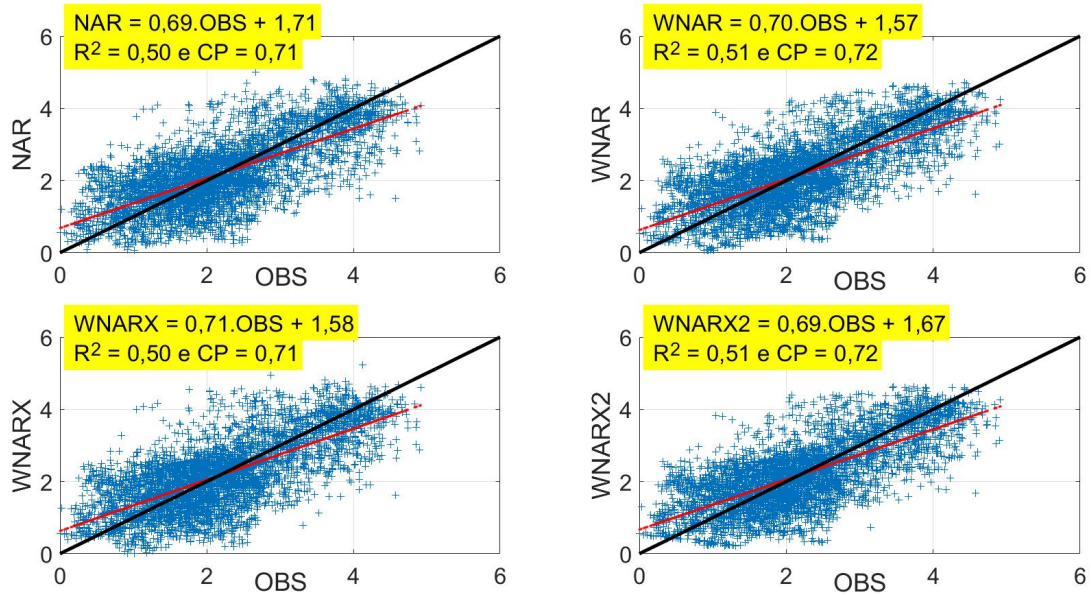 NAR = 0,69.OBS + 1,71
R² = 0,50 e CP = 0,71
6
4
2
0
NAR
0
2
4
6
OBS
WNAR = 0,70.OBS + 1,57
R² = 0,51 e CP = 0,72
6
4
2
0
WNAR
0
2
4
6
OBS
WNARX = 0,71.OBS + 1,58
R² = 0,50 e CP = 0,71
6
4
2
0
WNARX
0
2
4
6
OBS
WNARX2 = 0,69.OBS + 1,67
R² = 0,51 e CP = 0,72
6
4
2
0
WNARX2
0
2
4
6
OBS